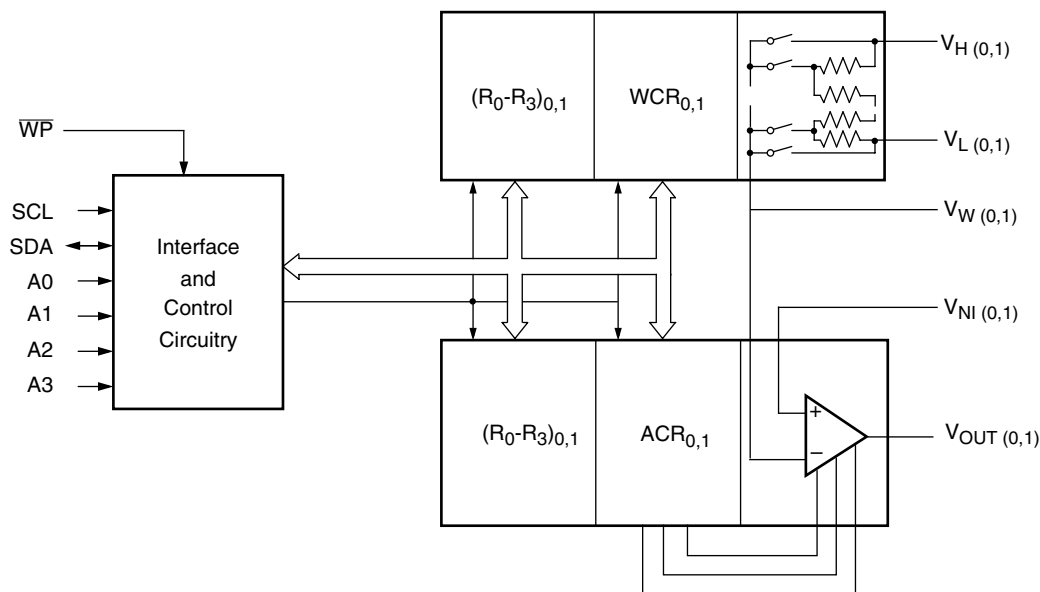 (R0-R3)0,1
WCR0,1
VH (0,1)
VL (0,1)
VW (0,1)
WP
SCL
SDA
A0
A1
A2
A3
Interface
and
Control
Circuitry
VNI (0,1)
(R0-R3)0,1
ACR0,1
+
−
VOUT (0,1)